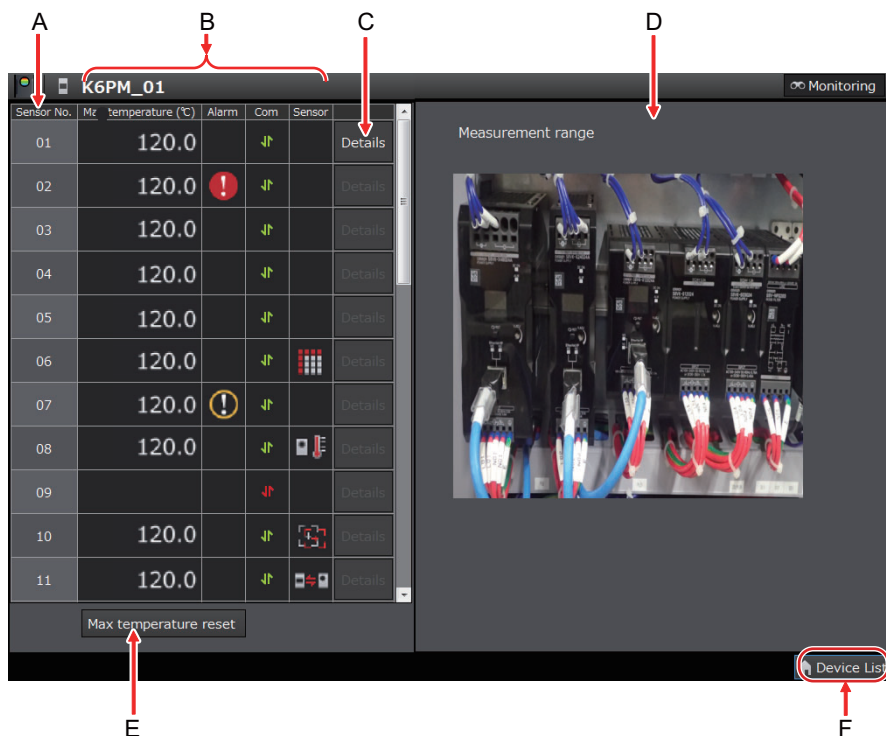 A B C D
K6PM_01 Monitoring
Sensor No. Ma temperature (℃) Alarm Com Sensor
01 120.0 Details
Measurement range
02 120.0 Details
03 120.0 Details
04 120.0 Details
05 120.0 Details
06 120.0 Details
07 120.0 Details
08 120.0 Details
09 Details
10 120.0 Details
11 120.0 Details
Max temperature reset
Device List
E F